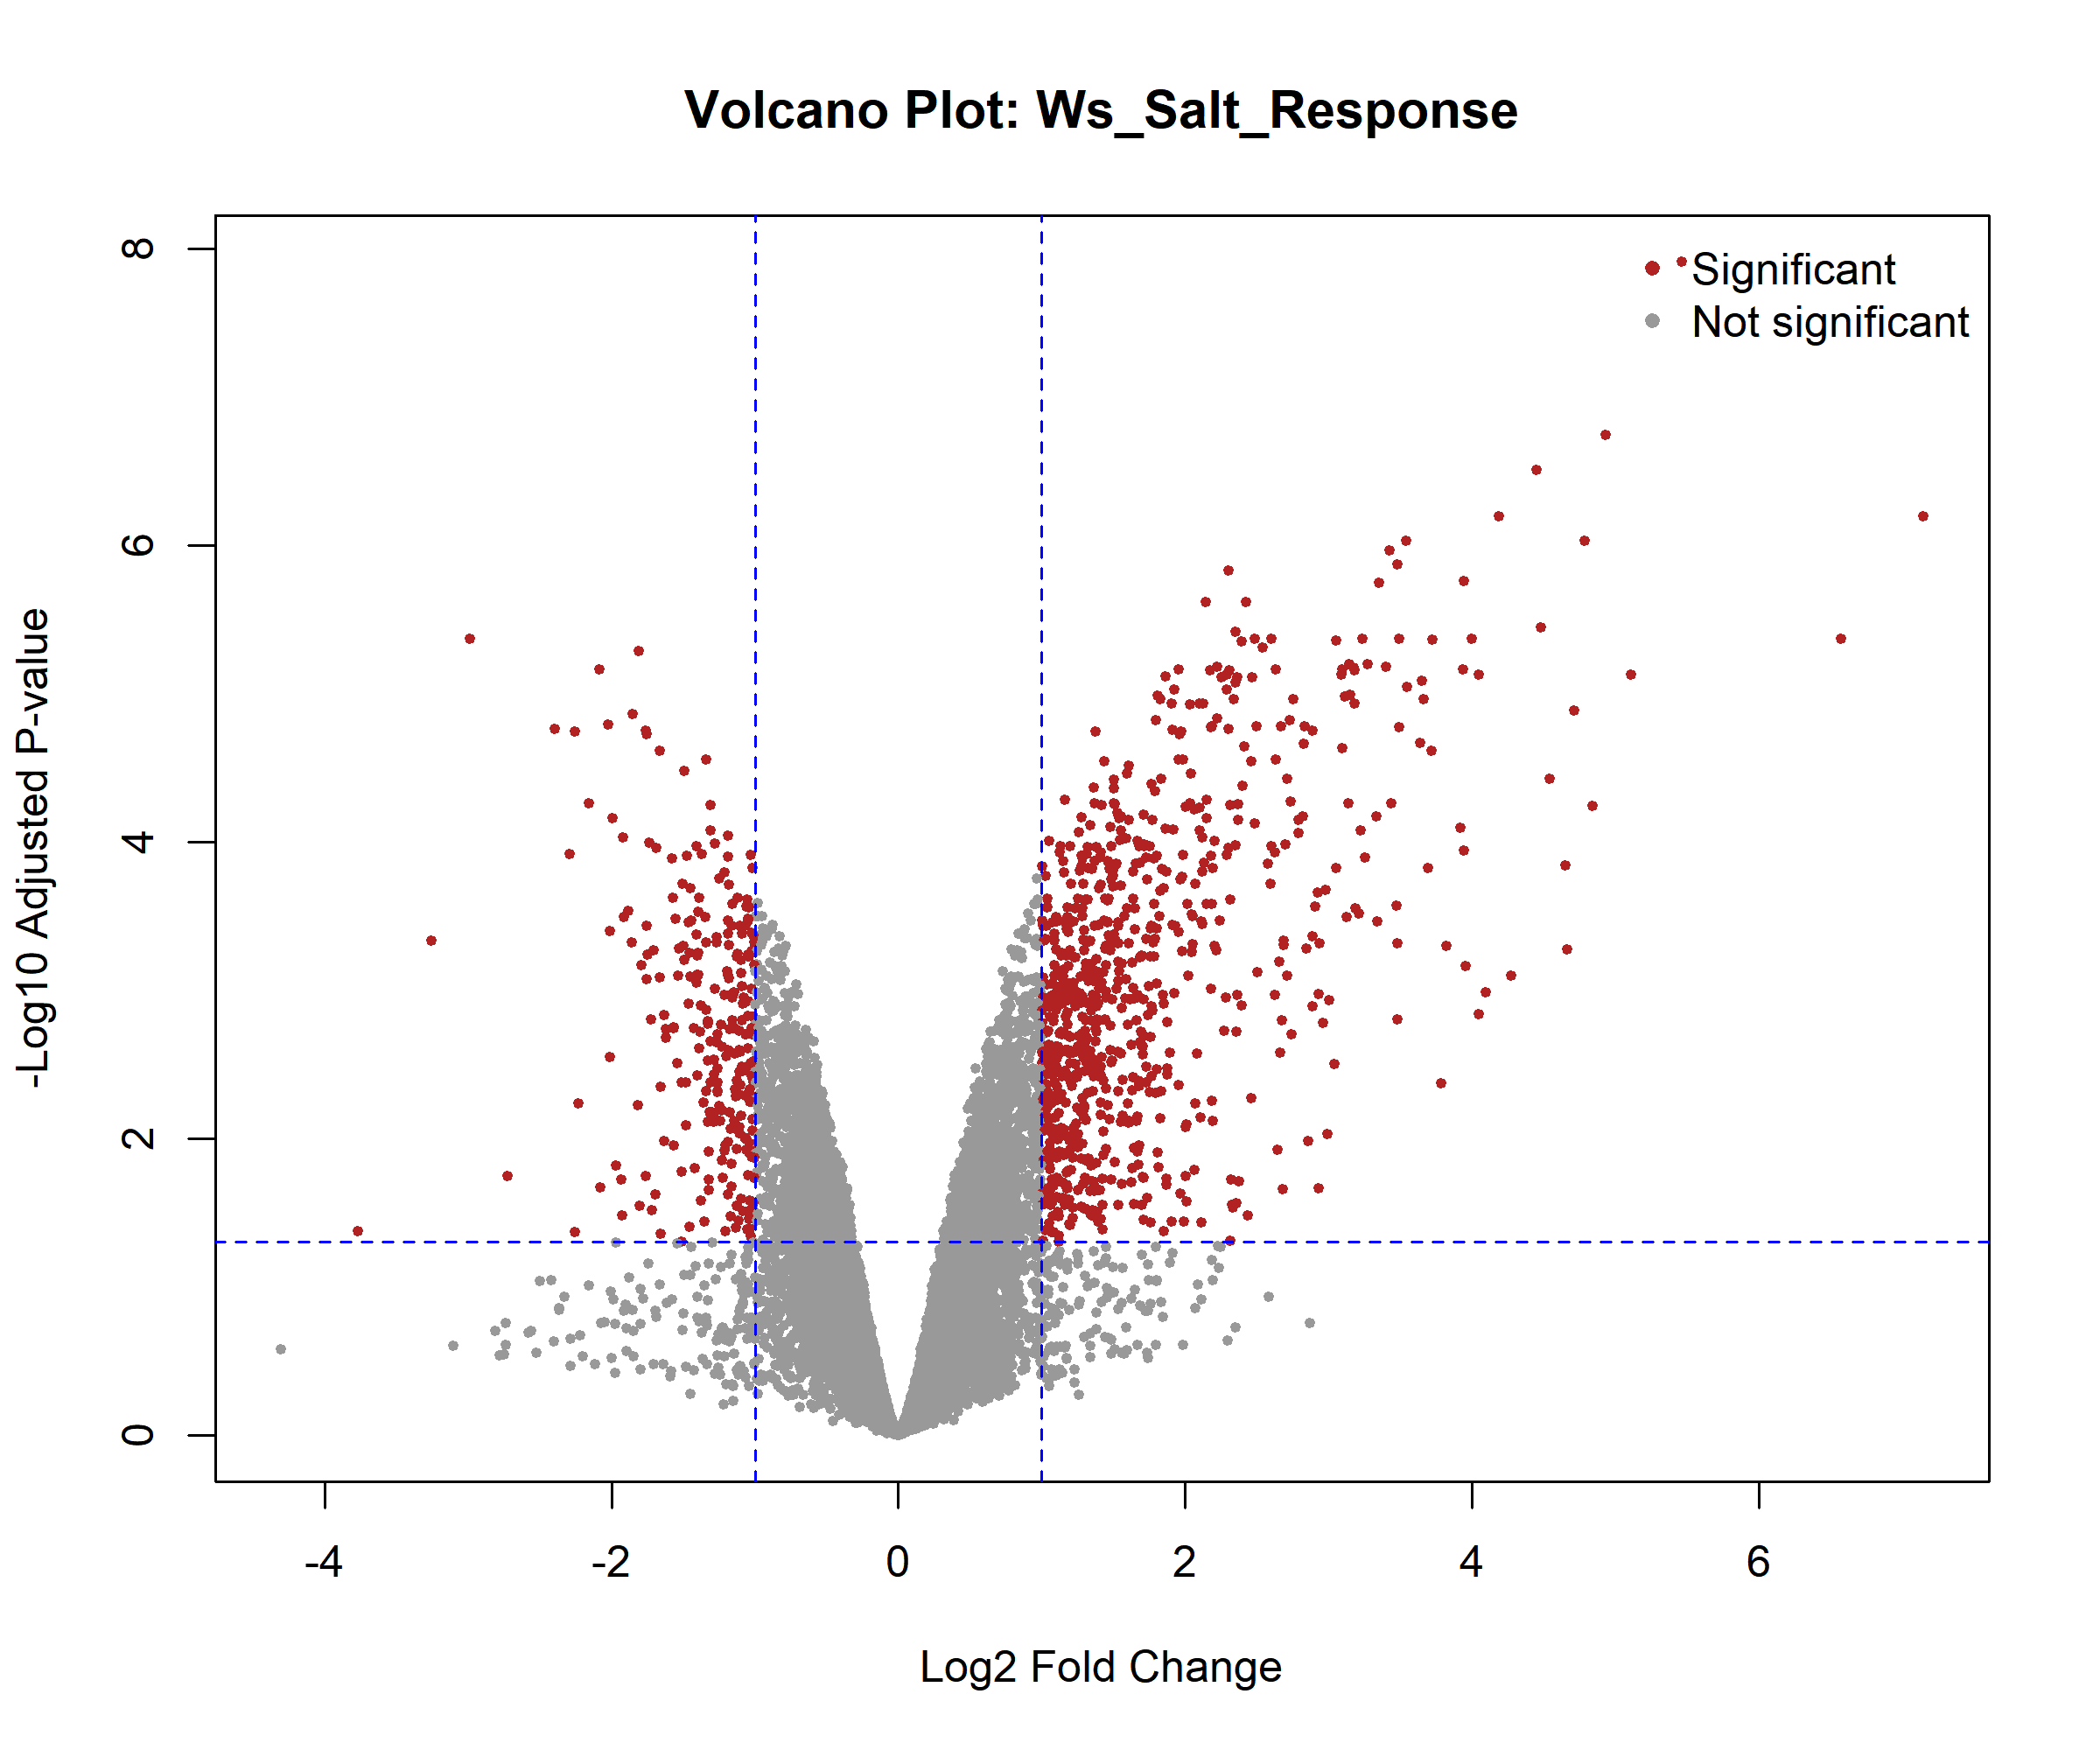 Volcano Plot: Ws_Salt_Response
Significant
Not significant
-Log10 Adjusted P-value
8
6
4
2
0
-4 -2 0 2 4 6
Log2 Fold Change